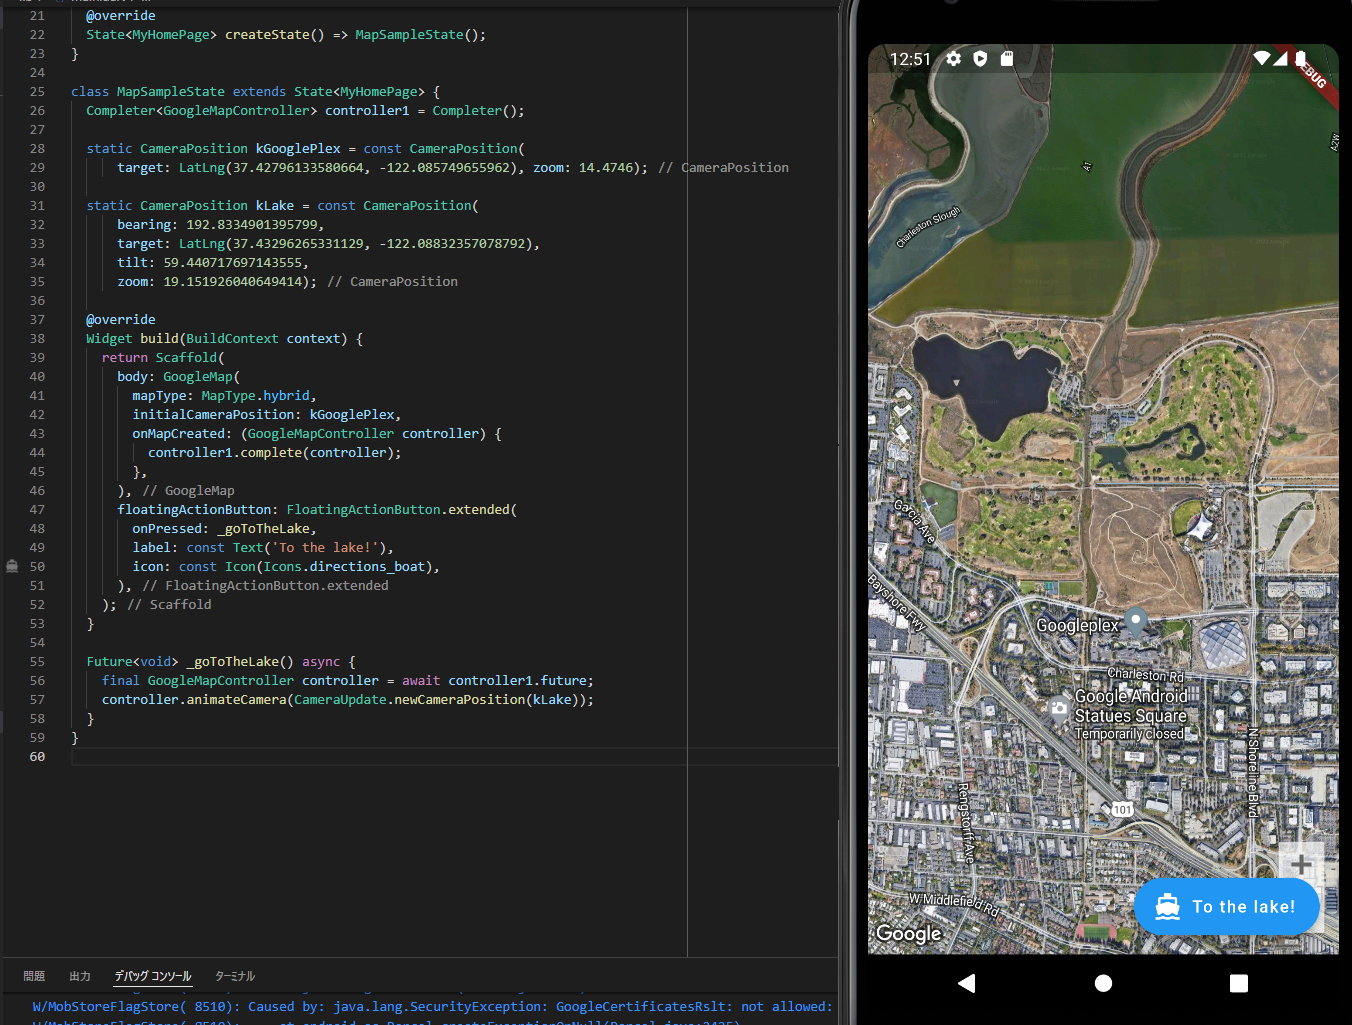 21 @override
22 State<MyHomePage> createState() => MapSampleState();
23 }
24
25 class MapSampleState extends State<MyHomePage> {
26 Completer<GoogleMapController> controller1 = Completer();
27
28 static CameraPosition kGooglePlex = const CameraPosition(
29 target: LatLng(37.42796133580664, -122.085749655962), zoom: 14.4746); // CameraPosition
30
31 static CameraPosition kLake = const CameraPosition(
32 bearing: 192.8334901395799,
33 target: LatLng(37.43296265331129, -122.08832357078792),
34 tilt: 59.440717697143555,
35 zoom: 19.151926040649414); // CameraPosition
36
37 @override
38 Widget build(BuildContext context) {
39 return Scaffold(
40 body: GoogleMap(
41 mapType: MapType.hybrid,
42 initialCameraPosition: kGooglePlex,
43 onMapCreated: (GoogleMapController controller) {
44 controller1.complete(controller);
45 },
46 ), // GoogleMap
47 floatingActionButton: FloatingActionButton.extended(
48 onPressed: _goToTheLake,
49 label: const Text('To the lake!'),
50 icon: const Icon(Icons.directions_boat),
51 ), // FloatingActionButton.extended
52 ); // Scaffold
53 }
54
55 Future<void> _goToTheLake() async {
56 final GoogleMapController controller = await controller1.future;
57 controller.animateCamera(CameraUpdate.newCameraPosition(kLake));
58 }
59 }
60
問題 出力 デバッグ コンソール ターミナル
W/MobStoreFlagStore( 8510): Caused by: java.lang.SecurityException: GoogleCertificatesRslt: not allowed:
12:51
EBUG
A2W
A1
Charleston Slough
Garcia Ave
Bayshore Fwy
Googleplex
Charleston Rd
Google Android
Statues Square
Temporarily closed
N Shoreline Blvd
Rengstorff Ave
101
W Middlefield Rd
+
To the lake!
Google